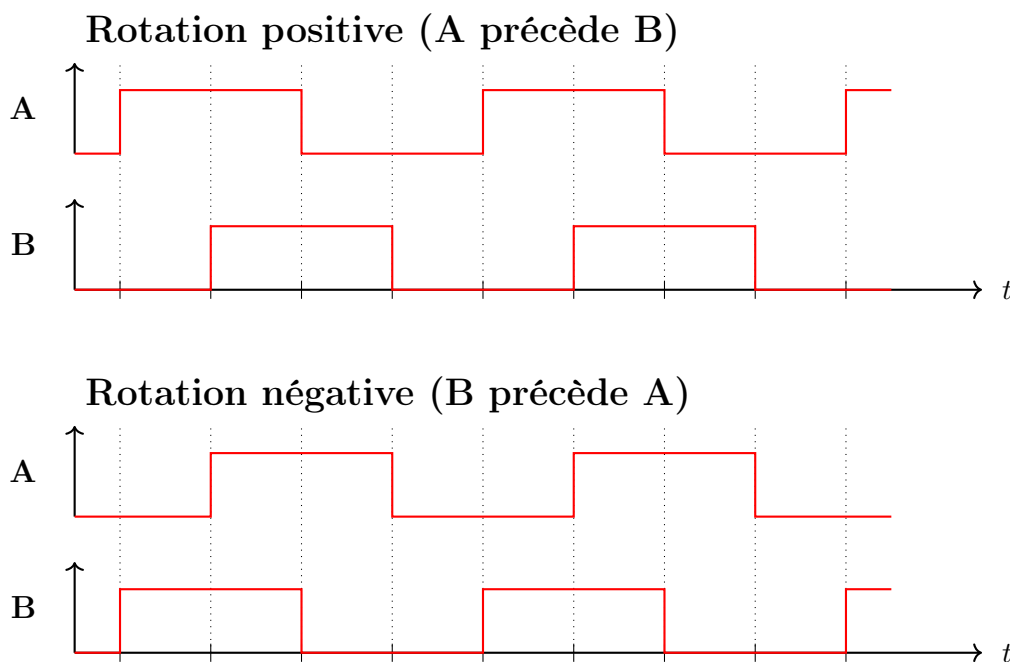 Rotation positive (A précède B)
A
B
t
Rotation négative (B précède A)
A
B
t